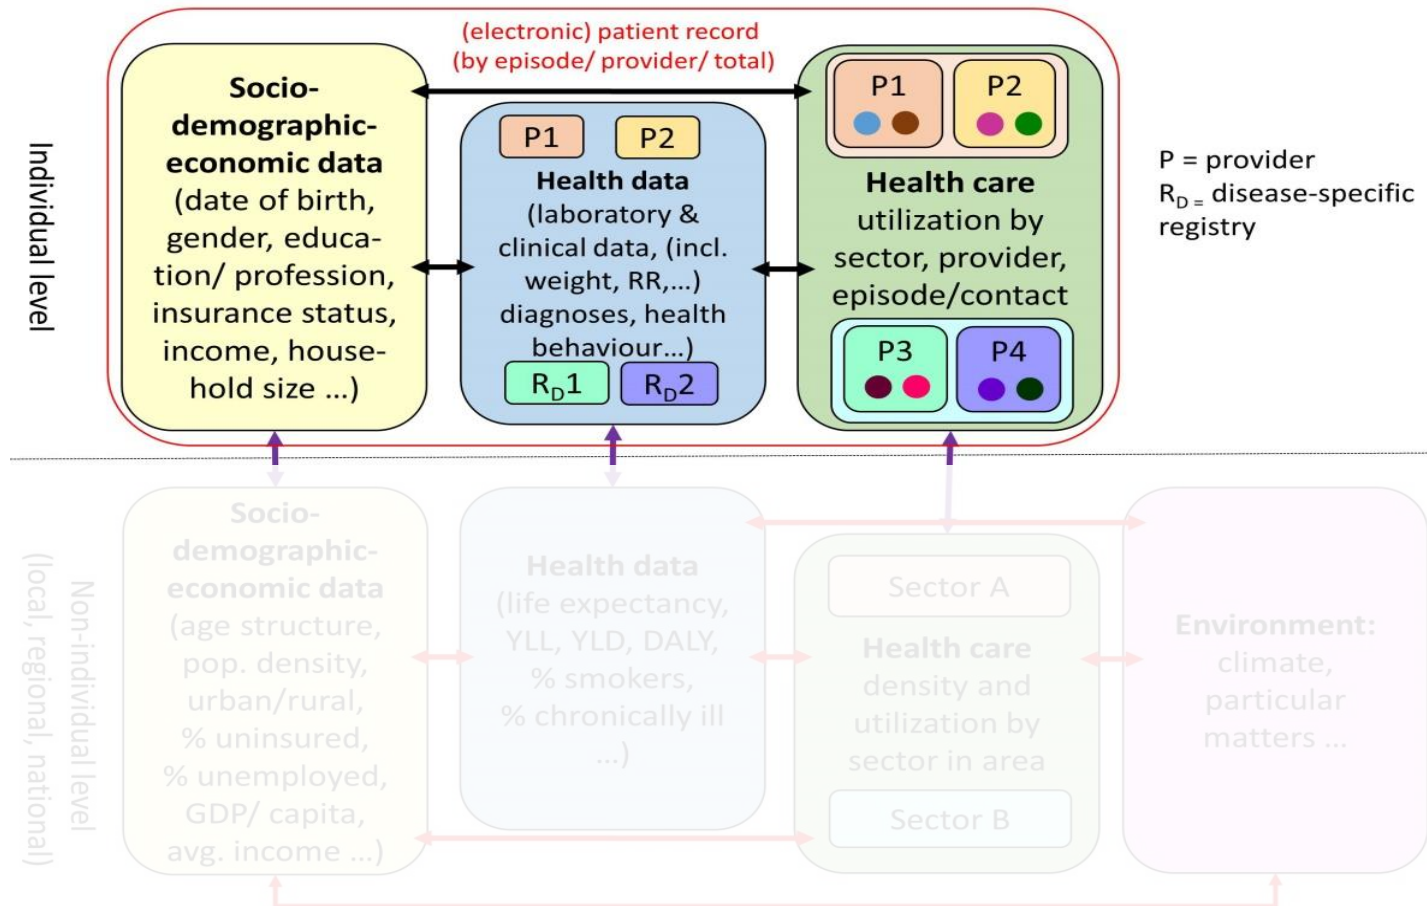 (electronic) patient record
(by episode/ provider/ total)
Individual level
Socio-
demographic-
economic data
(date of birth,
gender, educa-
tion/ profession,
insurance status,
income, house-
hold size ...)
P1
P2
Health data
(laboratory &
clinical data, (incl.
weight, RR,...)
diagnoses, health
behaviour...)
RD1
RD2
P1
P2
Health care
utilization by
sector, provider,
episode/contact
P3
P4
P = provider
RD = disease-specific
registry
Non-individual level
(local, regional, national)
Socio-
demographic-
economic data
(age structure,
pop. density,
urban/rural,
% uninsured,
% unemployed,
GDP/ capita,
avg. income ...)
Health data
(life expectancy,
YLL, YLD, DALY,
% smokers,
% chronically ill
...)
Sector A
Health care
density and
utilization by
sector in area
Sector B
Environment:
climate,
particular
matters ...